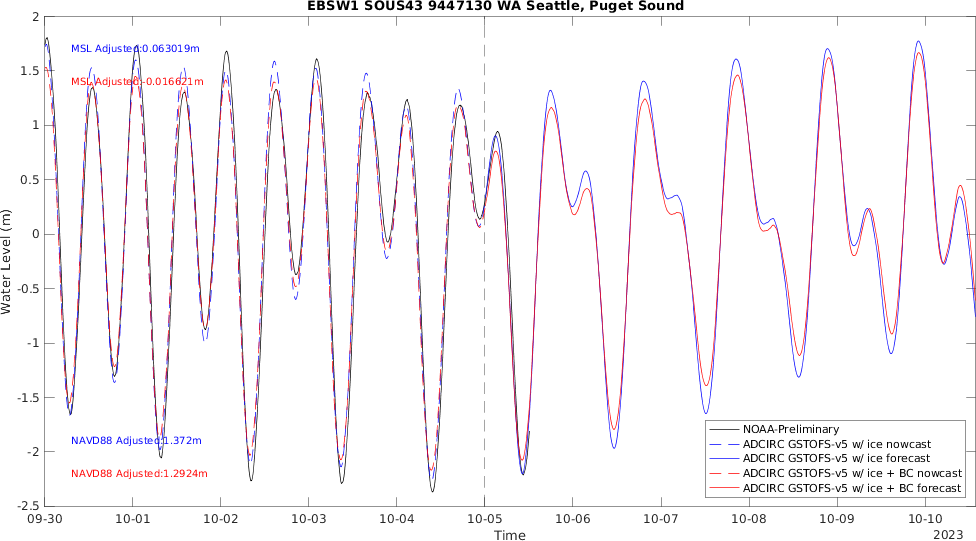 EBSW1 SOUS43 9447130 WA Seattle, Puget Sound
2
1.5
1
0.5
0
-0.5
-1
-1.5
-2
-2.5
Water Level (m)
MSL Adjusted:0.063019m
MSL Adjusted:-0.016621m
NAVD88 Adjusted:1.372m
NAVD88 Adjusted:1.2924m
NOAA-Preliminary
ADCIRC GSTOFS-v5 w/ ice nowcast
ADCIRC GSTOFS-v5 w/ ice forecast
ADCIRC GSTOFS-v5 w/ ice + BC nowcast
ADCIRC GSTOFS-v5 w/ ice + BC forecast
09-30 10-01 10-02 10-03 10-04 10-05 10-06 10-07 10-08 10-09 10-10
Time
2023